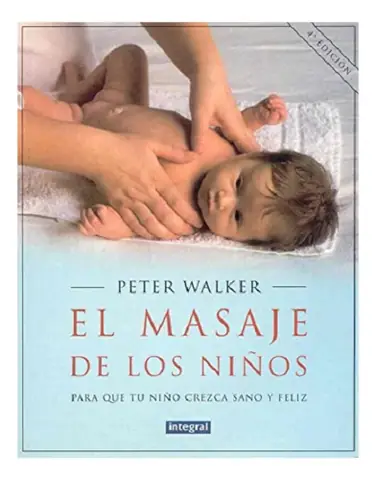 4ª EDICIÓN
PETER WALKER
EL MASAJE
DE LOS NIÑOS
PARA QUE TU NIÑO CREZCA SANO Y FELIZ
integral